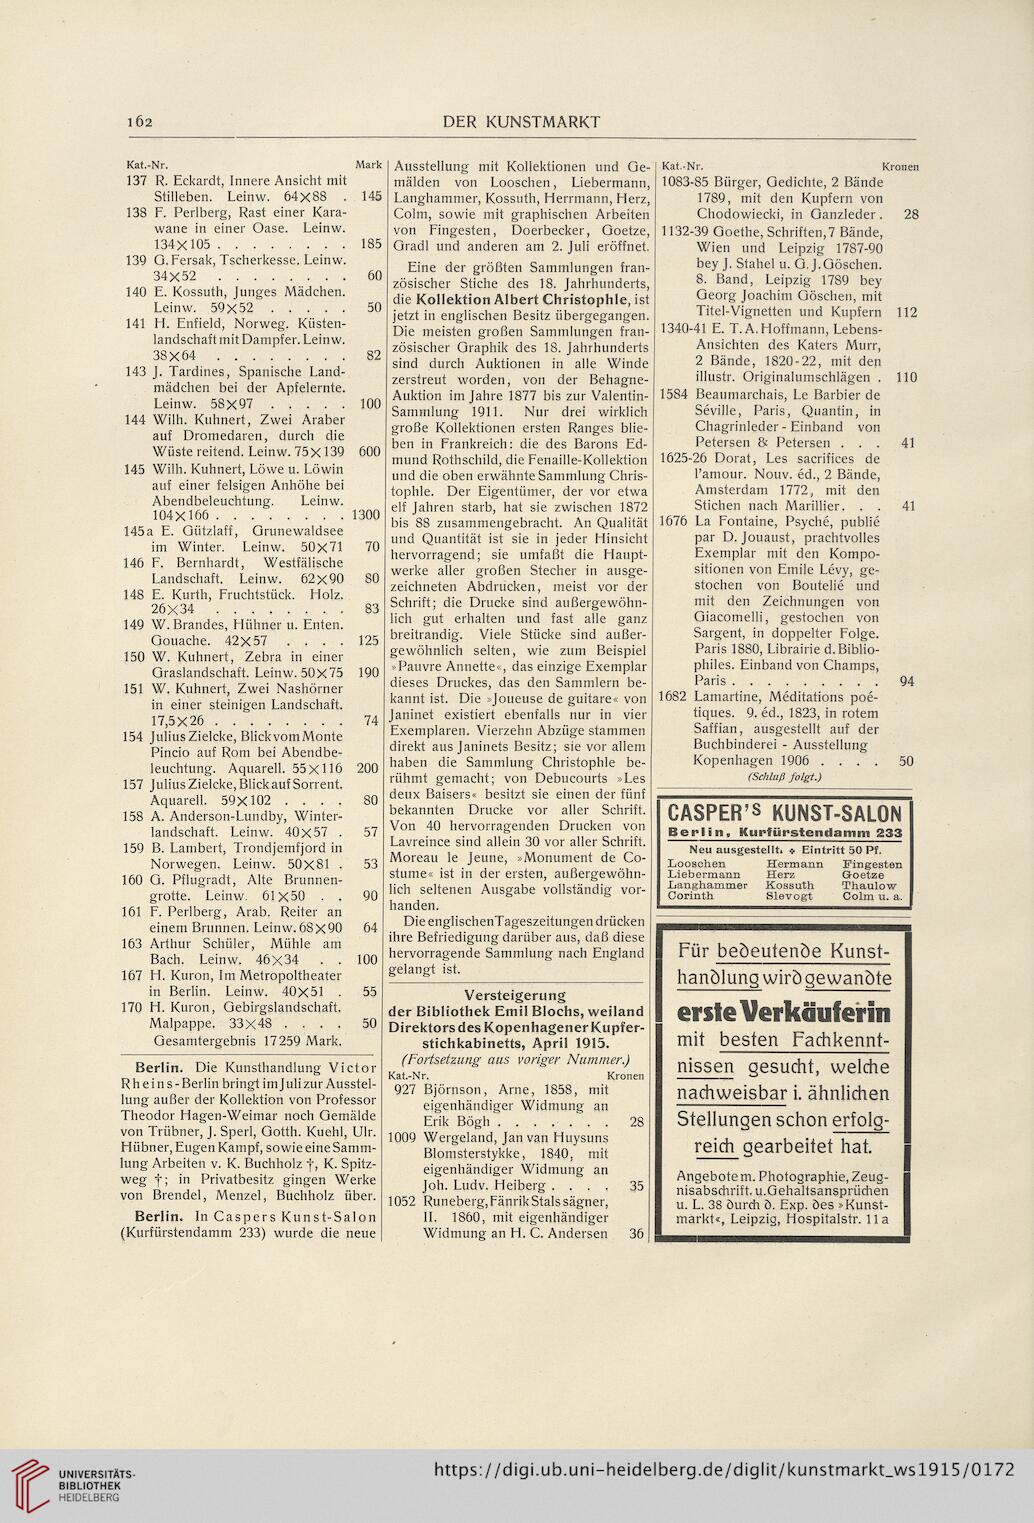 162
DER KUNSTMARKT
Kat.-Nr. Mark
137 R. Eckardt, Innere Ansicht mit
Stilleben. Leinw. 64×88 . 145
138 F. Perlberg, Rast einer Kara-
wane in einer Oase. Leinw.
134×105 . . . . . . . . 185
139 G. Fersak, Tscherkesse. Leinw.
34×52 . . . . . . . . 60
140 E. Kossuth, Junges Mädchen.
Leinw. 59×52 . . . . . 50
141 H. Enfield, Norweg. Küsten-
landschaft mit Dampfer. Leinw.
38×64 . . . . . . . . 82
143 J. Tardines, Spanische Land-
mädchen bei der Apfelernte.
Leinw. 58×97 . . . . . 100
144 Wilh. Kuhnert, Zwei Araber
auf Dromedaren, durch die
Wüste reitend. Leinw. 75×139 600
145 Wilh. Kuhnert, Löwe u. Löwin
auf einer felsigen Anhöhe bei
Abendbeleuchtung. Leinw.
104×166 . . . . . . . . 1300
145a E. Gützlaff, Grunewaldsee
im Winter. Leinw. 50×71 70
146 F. Bernhardt, Westfälische
Landschaft. Leinw. 62×90 80
148 E. Kurth, Fruchtstück. Holz.
26×34 . . . . . . . . 83
149 W. Brandes, Hühner u. Enten.
Gouache. 42×57 . . . . 125
150 W. Kuhnert, Zebra in einer
Graslandschaft. Leinw. 50×75 190
151 W. Kuhnert, Zwei Nashörner
in einer steinigen Landschaft.
17,5×26 . . . . . . . . 74
154 Julius Zielcke, Blick vom Monte
Pincio auf Rom bei Abendbe-
leuchtung. Aquarell. 55×116 200
157 Julius Zielcke, Blick auf Sorrent.
Aquarell. 59×102 . . . . 80
158 A. Anderson-Lundby, Winter-
landschaft. Leinw. 40×57 . 57
159 B. Lambert, Trondjemfjord in
Norwegen. Leinw. 50×81 . 53
160 G. Pflugradt, Alte Brunnen-
grotte. Leinw. 61×50 . . 90
161 F. Perlberg, Arab. Reiter an
einem Brunnen. Leinw. 68×90 64
163 Arthur Schüler, Mühle am
Bach. Leinw. 46×34 . . 100
167 H. Kuron, Im Metropoltheater
in Berlin. Leinw. 40×51 . 55
170 H. Kuron, Gebirgslandschaft.
Malpappe. 33×48 . . . . 50
Gesamtergebnis 17259 Mark.
Berlin. Die Kunsthandlung Victor
Rheins-Berlin bringt im Juli zur Ausstel-
lung außer der Kollektion von Professor
Theodor Hagen-Weimar noch Gemälde
von Trübner, J. Sperl, Gotth. Kuehl, Ulr.
Hübner, Eugen Kampf, sowie eine Samm-
lung Arbeiten v. K. Buchholz †, K. Spitz-
weg †; in Privatbesitz gingen Werke
von Brendel, Menzel, Buchholz über.
Berlin. In Caspers Kunst-Salon
(Kurfürstendamm 233) wurde die neue
Ausstellung mit Kollektionen und Ge-
mälden von Looschen, Liebermann,
Langhammer, Kossuth, Herrmann, Herz,
Colm, sowie mit graphischen Arbeiten
von Fingesten, Doerbecker, Goetze,
Gradl und anderen am 2. Juli eröffnet.
Eine der größten Sammlungen fran-
zösischer Stiche des 18. Jahrhunderts,
die Kollektion Albert Christophle, ist
jetzt in englischen Besitz übergegangen.
Die meisten großen Sammlungen fran-
zösischer Graphik des 18. Jahrhunderts
sind durch Auktionen in alle Winde
zerstreut worden, von der Behagne-
Auktion im Jahre 1877 bis zur Valentin-
Sammlung 1911. Nur drei wirklich
große Kollektionen ersten Ranges blie-
ben in Frankreich: die des Barons Ed-
mund Rothschild, die Fenaille-Kollektion
und die oben erwähnte Sammlung Chris-
tophle. Der Eigentümer, der vor etwa
elf Jahren starb, hat sie zwischen 1872
bis 88 zusammengebracht. An Qualität
und Quantität ist sie in jeder Hinsicht
hervorragend; sie umfaßt die Haupt-
werke aller großen Stecher in ausge-
zeichneten Abdrucken, meist vor der
Schrift; die Drucke sind außergewöhn-
lich gut erhalten und fast alle ganz
breitrandig. Viele Stücke sind außer-
gewöhnlich selten, wie zum Beispiel
»Pauvre Annette«, das einzige Exemplar
dieses Druckes, das den Sammlern be-
kannt ist. Die »Joueuse de guitare« von
Janinet existiert ebenfalls nur in vier
Exemplaren. Vierzehn Abzüge stammen
direkt aus Janinets Besitz; sie vor allem
haben die Sammlung Christophle be-
rühmt gemacht; von Debucourts »Les
deux Baisers« besitzt sie einen der fünf
bekannten Drucke vor aller Schrift.
Von 40 hervorragenden Drucken von
Lavreince sind allein 30 vor aller Schrift.
Moreau le Jeune, »Monument de Co-
stume« ist in der ersten, außergewöhn-
lich seltenen Ausgabe vollständig vor-
handen.
Die englischen Tageszeitungen drücken
ihre Befriedigung darüber aus, daß diese
hervorragende Sammlung nach England
gelangt ist.
Versteigerung
der Bibliothek Emil Blochs, weiland
Direktors des Kopenhagener Kupfer-
stichkabinetts, April 1915.
(Fortsetzung aus voriger Nummer.)
Kat.-Nr. Kronen
927 Björnson, Arne, 1858, mit
eigenhändiger Widmung an
Erik Bögh . . . . . . . 28
1009 Wergeland, Jan van Huysuns
Blomsterstykke, 1840, mit
eigenhändiger Widmung an
Joh. Ludv. Heiberg . . . . 35
1052 Runeberg, Fänrik Stals sägner,
II. 1860, mit eigenhändiger
Widmung an H. C. Andersen 36
Kat.-Nr. Kronen
1083-85 Bürger, Gedichte, 2 Bände
1789, mit den Kupfern von
Chodowiecki, in Ganzleder . 28
1132-39 Goethe, Schriften, 7 Bände,
Wien und Leipzig 1787-90
bey J. Stahel u. G. J. Göschen.
8. Band, Leipzig 1789 bey
Georg Joachim Göschen, mit
Titel-Vignetten und Kupfern 112
1340-41 E. T. A. Hoffmann, Lebens-
Ansichten des Katers Murr,
2 Bände, 1820-22, mit den
illustr. Originalumschlägen . 110
1584 Beaumarchais, Le Barbier de
Séville, Paris, Quantin, in
Chagrinleder-Einband von
Petersen & Petersen . . . 41
1625-26 Dorat, Les sacrifices de
l'amour. Nouv. éd., 2 Bände,
Amsterdam 1772, mit den
Stichen nach Marillier. . . 41
1676 La Fontaine, Psyché, publié
par D. Jouaust, prachtvolles
Exemplar mit den Kompo-
sitionen von Emile Lévy, ge-
stochen von Boutelié und
mit den Zeichnungen von
Giacomelli, gestochen von
Sargent, in doppelter Folge.
Paris 1880, Librairie d. Biblio-
philes. Einband von Champs,
Paris . . . . . . . . . 94
1682 Lamartine, Méditations poé-
tiques. 9. éd., 1823, in rotem
Saffian, ausgestellt auf der
Buchbinderei - Ausstellung
Kopenhagen 1906 . . . . 50
(Schluß folgt.)
CASPER'S KUNST-SALON
Berlin, Kurfürstendamm 233
Neu ausgestellt. ❖ Eintritt 50 Pf.
Looschen Hermann Fingesten
Liebermann Herz Goetze
Langhammer Kossuth Thaulow
Corinth Slevogt Colm u. a.
Für bedeutende Kunst-
handlung wird gewandte
erste Verkäuferin
mit besten Fachkennt-
nissen gesucht, welche
nachweisbar i. ähnlichen
Stellungen schon erfolg-
reich gearbeitet hat.
Angebote m. Photographie, Zeug-
nisabschrift. u. Gehaltsansprüchen
u. L. 38 durch d. Exp. des »Kunst-
markt«, Leipzig, Hospitalstr. 11a
UNIVERSITÄTS-
BIBLIOTHEK
HEIDELBERG
https://digi.ub.uni-heidelberg.de/diglit/kunstmarkt_ws1915/0172